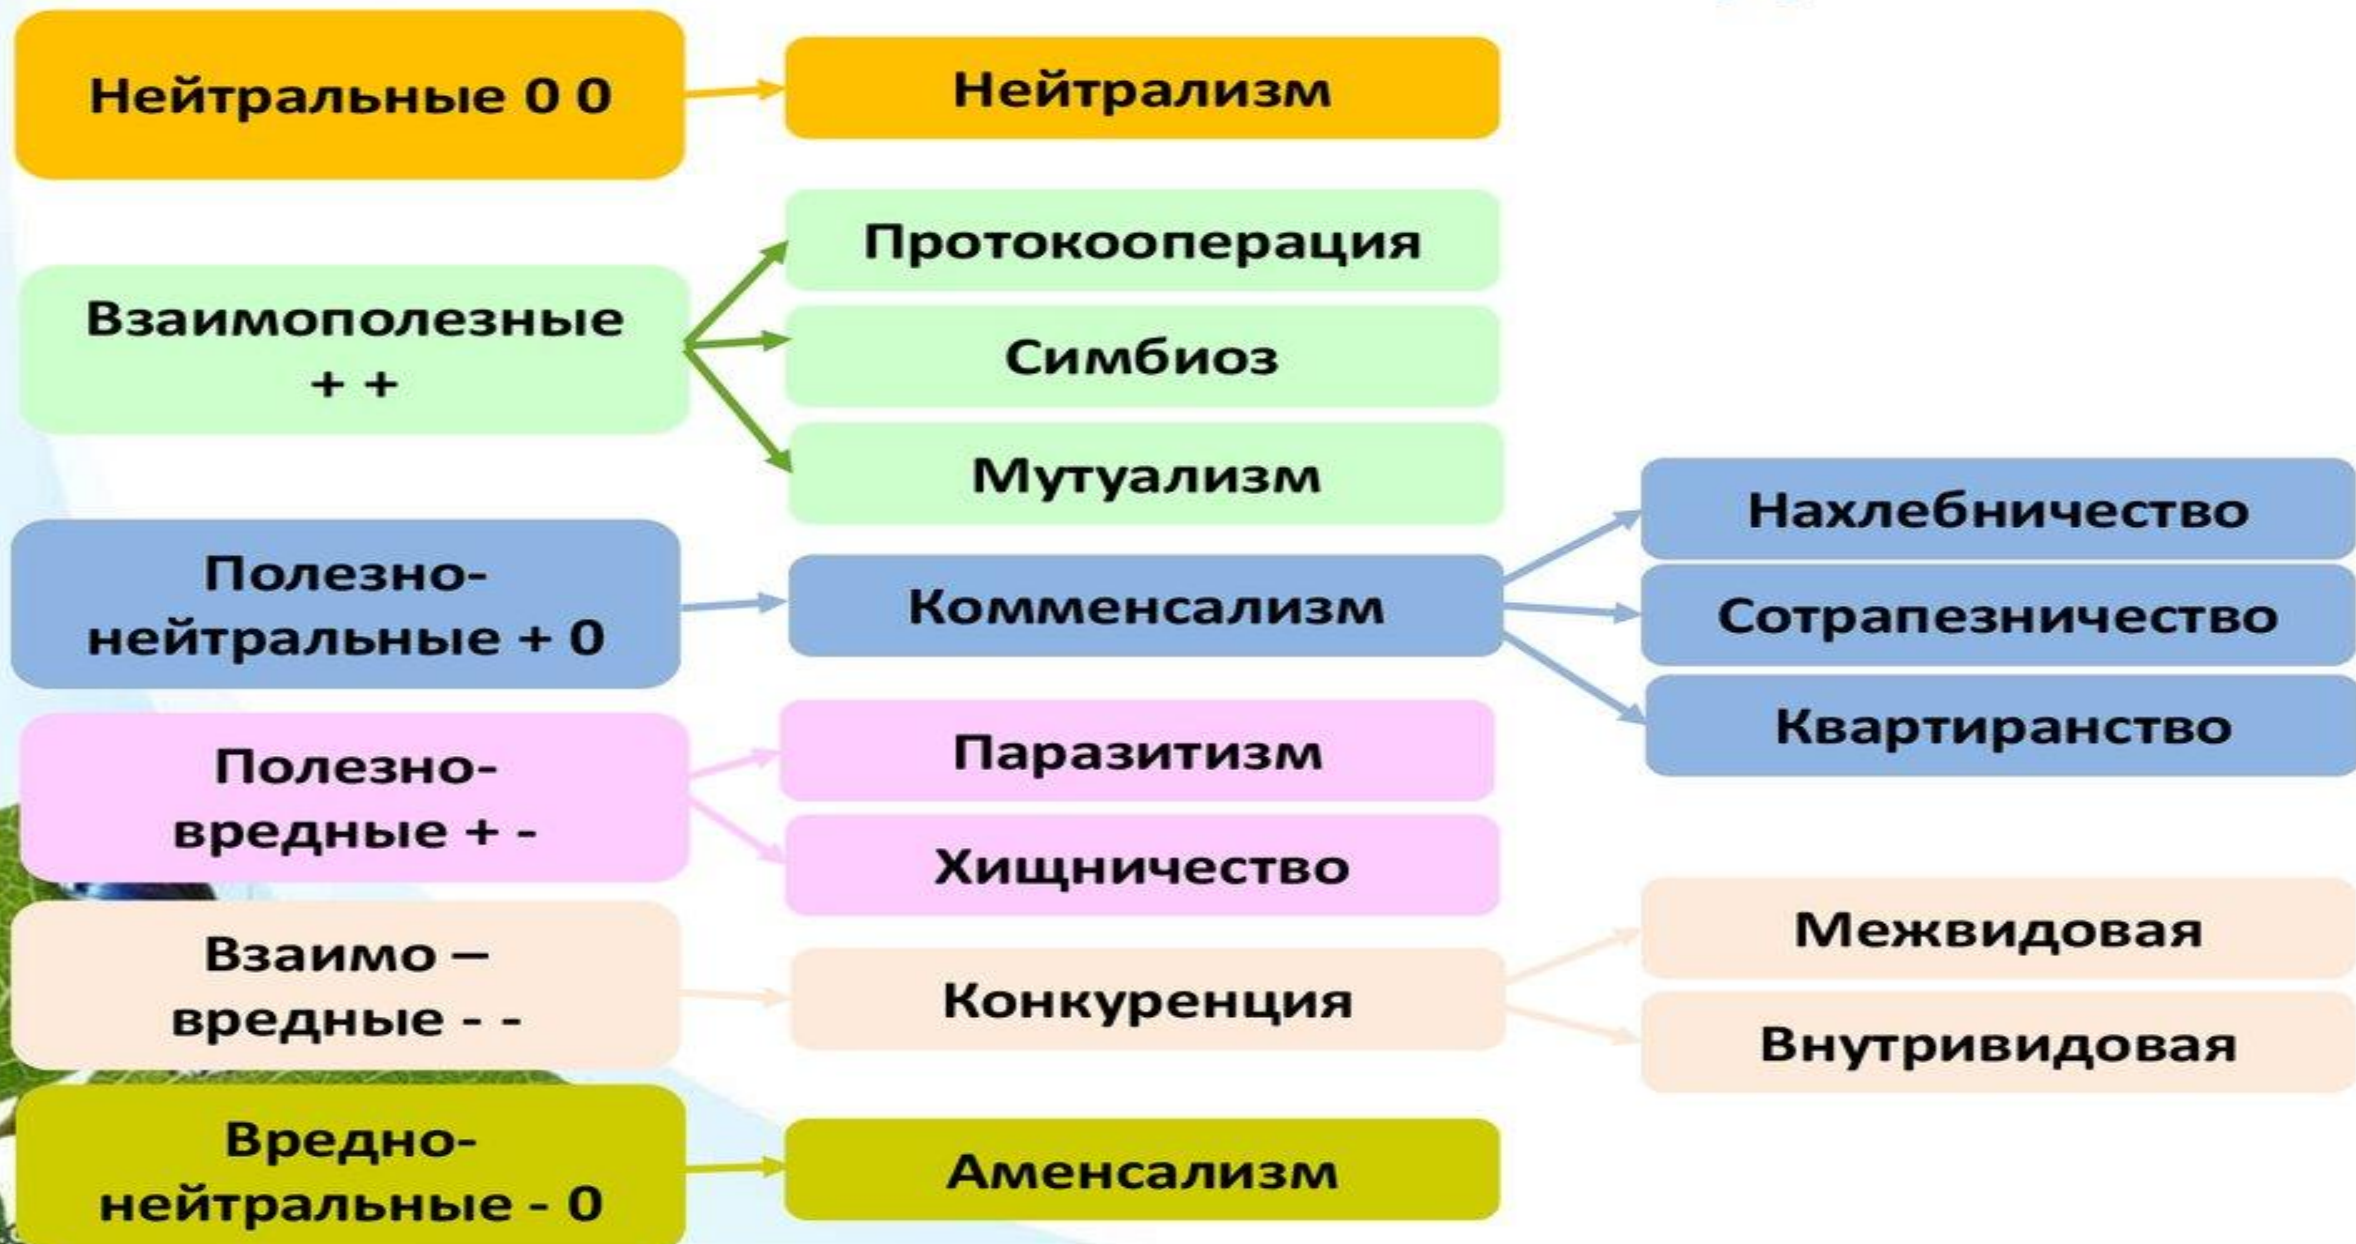 Нейтральные 0 0
Нейтрализм
Взаимополезные
+ +
Протокооперация
Симбиоз
Мутуализм
Полезно-
нейтральные + 0
Комменсализм
Нахлебничество
Сотрапезничество
Квартиранство
Полезно-
вредные + -
Паразитизм
Хищничество
Взаимо –
вредные - -
Конкуренция
Межвидовая
Внутривидовая
Вредно-
нейтральные - 0
Аменсализм